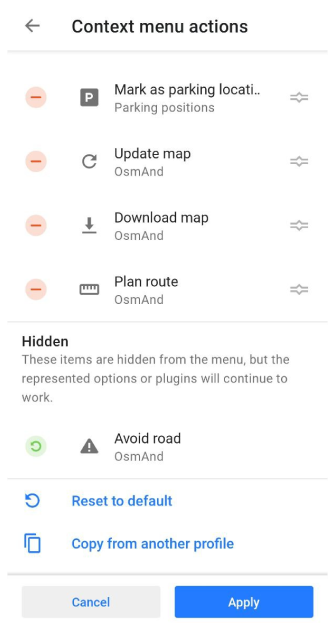 Context menu actions
P
Mark as parking locati..
Parking positions
Update map
OsmAnd
Download map
OsmAnd
Plan route
OsmAnd
Hidden
These items are hidden from the menu, but the
represented options or plugins will continue to
work.
Avoid road
OsmAnd
Reset to default
Copy from another profile
Cancel
Apply